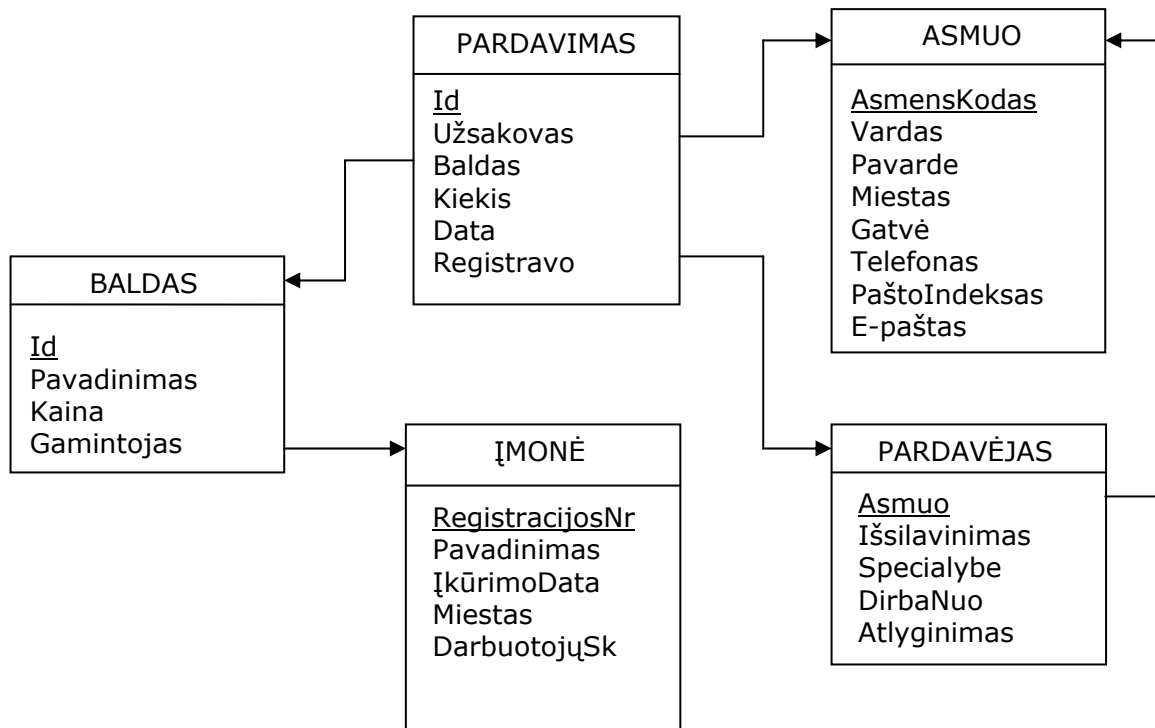 PARDAVIMAS
Id
Užsakovas
Baldas
Kiekis
Data
Registravo
ASMUO
AsmensKodas
Vardas
Pavarde
Miestas
Gatvė
Telefonas
PaštoIndeksas
E-paštas
BALDAS
Id
Pavadinimas
Kaina
Gamintojas
ĮMONĖ
RegistracijosNr
Pavadinimas
ĮkūrimoData
Miestas
DarbuotojųSk
PARDAVĖJAS
Asmuo
Išsilavinimas
Specialybe
DirbaNuo
Atlyginimas